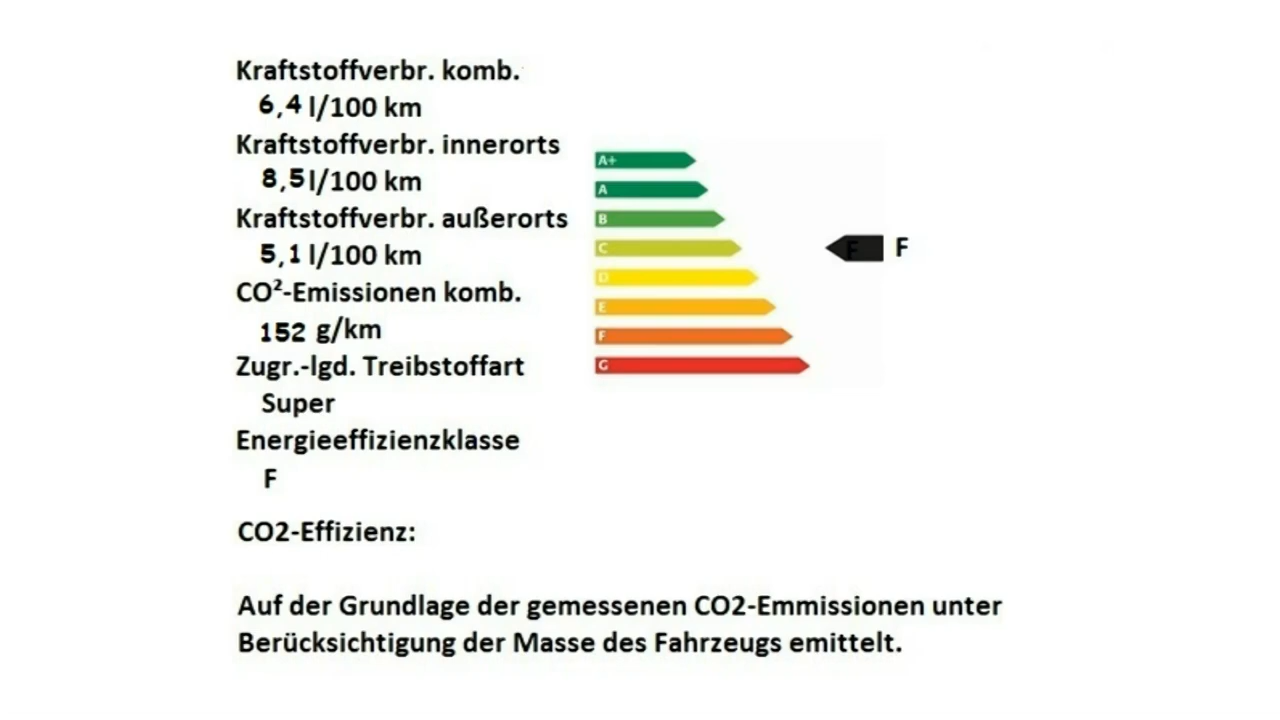 Kraftstoffverbr. komb.
6,4 l/100 km
Kraftstoffverbr. innerorts
8,5 l/100 km
Kraftstoffverbr. außerorts
5,1 l/100 km
CO²-Emissionen komb.
152 g/km
Zugr.-lgd. Treibstoffart
Super
Energieeffizienzklasse
F
A+
A
B
C
D
E
F
G
F F
CO2-Effizienz:
Auf der Grundlage der gemessenen CO2-Emmissionen unter
Berücksichtigung der Masse des Fahrzeugs emittelt.